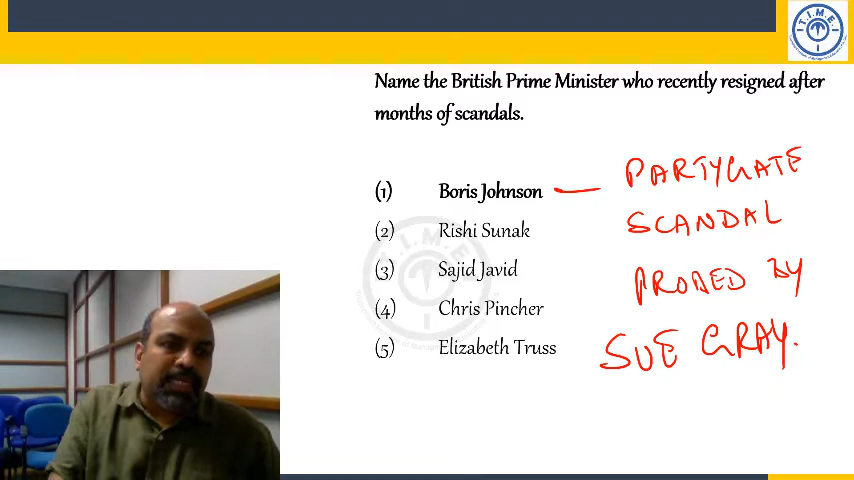 T.I.M.E.
Name the British Prime Minister who recently resigned after
months of scandals.
(1) Boris Johnson — PARTYGATE
SCANDAL
(2) Rishi Sunak
(3) Sajid Javid
PROBED BY
(4) Chris Pincher
(5) Elizabeth Truss
SUE GRAY.
T.I.M.E.